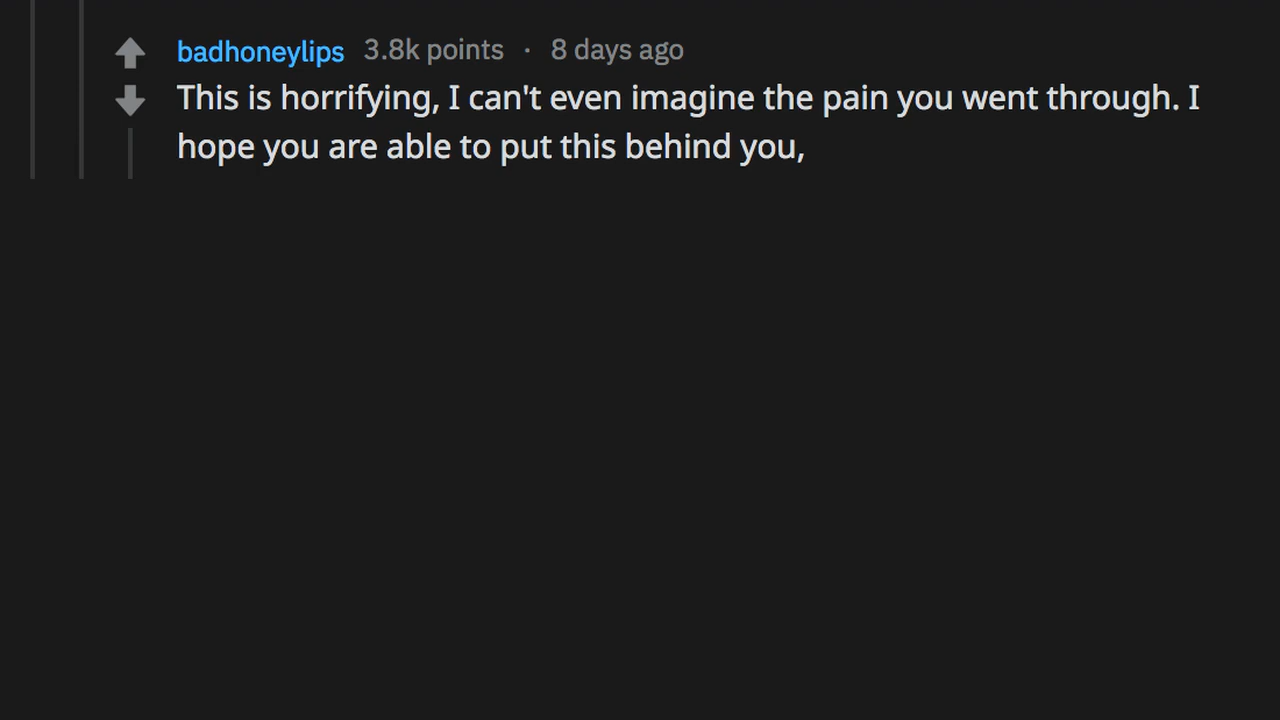 badhoneylips 3.8k points · 8 days ago
This is horrifying, I can't even imagine the pain you went through. I
hope you are able to put this behind you,